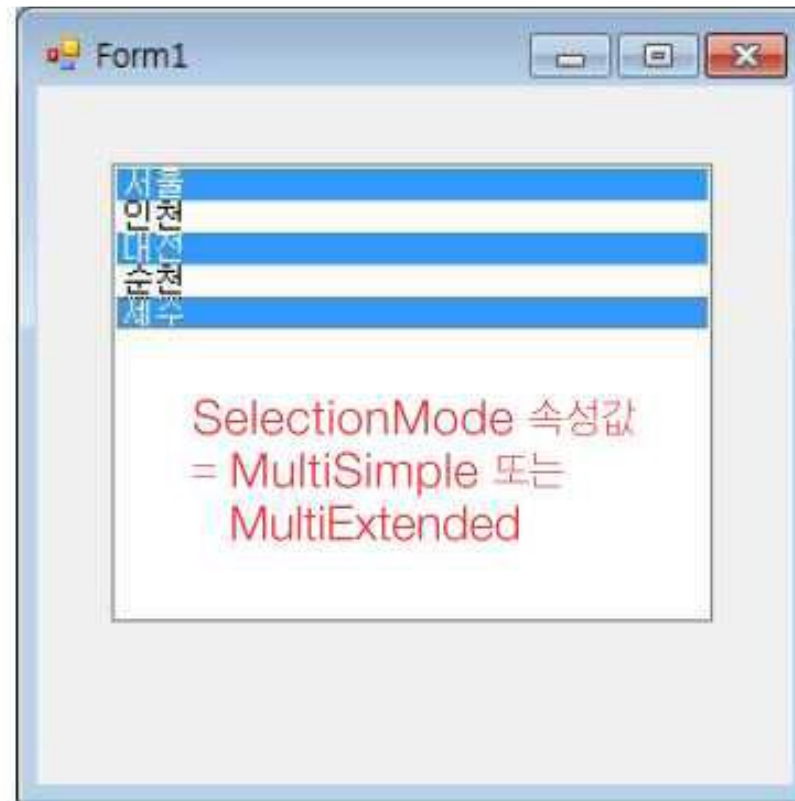 Form1
서울
인천
대전
순천
제주
SelectionMode 속성값
= MultiSimple 또는
MultiExtended